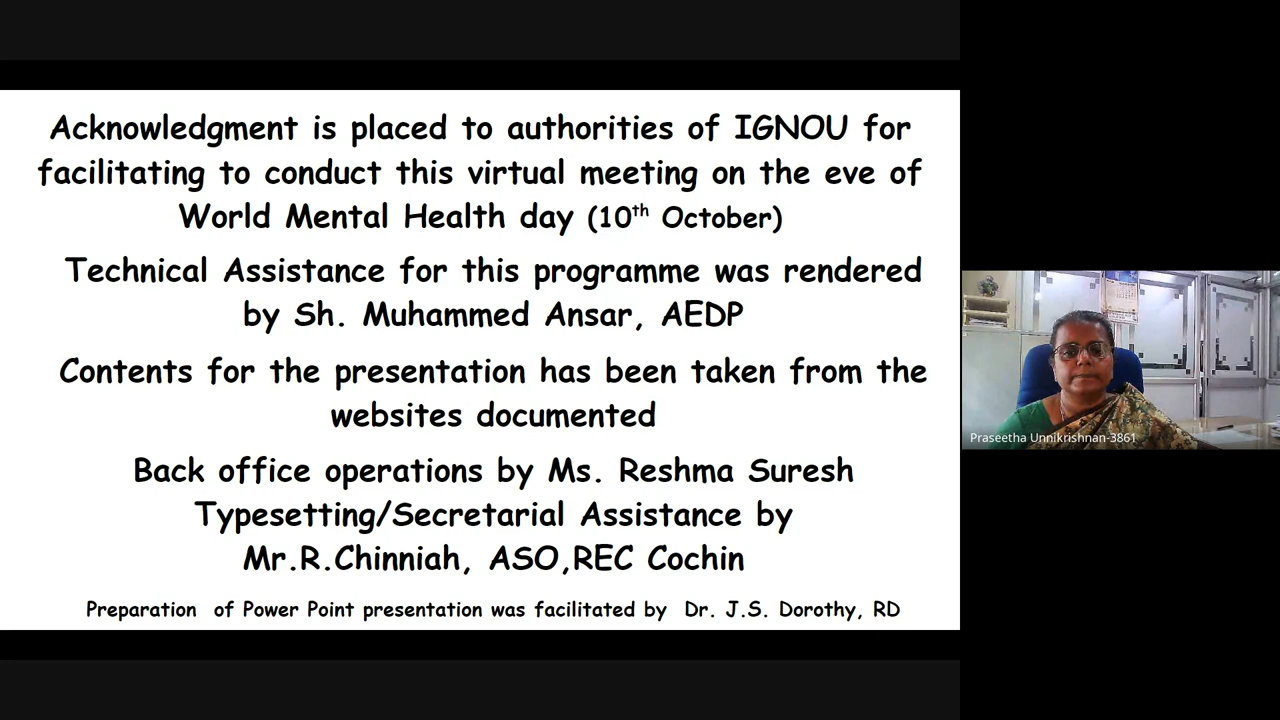 Acknowledgment is placed to authorities of IGNOU for
facilitating to conduct this virtual meeting on the eve of
World Mental Health day (10th October)
Technical Assistance for this programme was rendered
by Sh. Muhammed Ansar, AEDP
Contents for the presentation has been taken from the
websites documented
Back office operations by Ms. Reshma Suresh
Typesetting/Secretarial Assistance by
Mr.R.Chinniah, ASO,REC Cochin
Preparation of Power Point presentation was facilitated by Dr. J.S. Dorothy, RD
Praseetha Unnikrishnan-3861